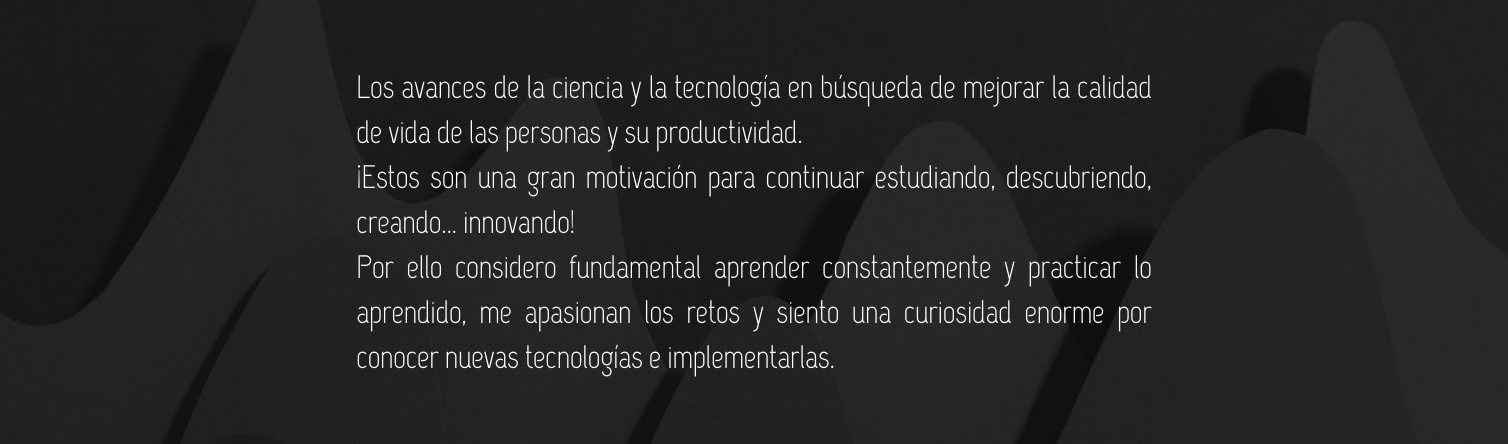 Los avances de la ciencia y la tecnología en búsqueda de mejorar la calidad
de vida de las personas y su productividad.
¡Estos son una gran motivación para continuar estudiando, descubriendo,
creando... innovando!
Por ello considero fundamental aprender constantemente y practicar lo
aprendido, me apasionan los retos y siento una curiosidad enorme por
conocer nuevas tecnologías e implementarlas.